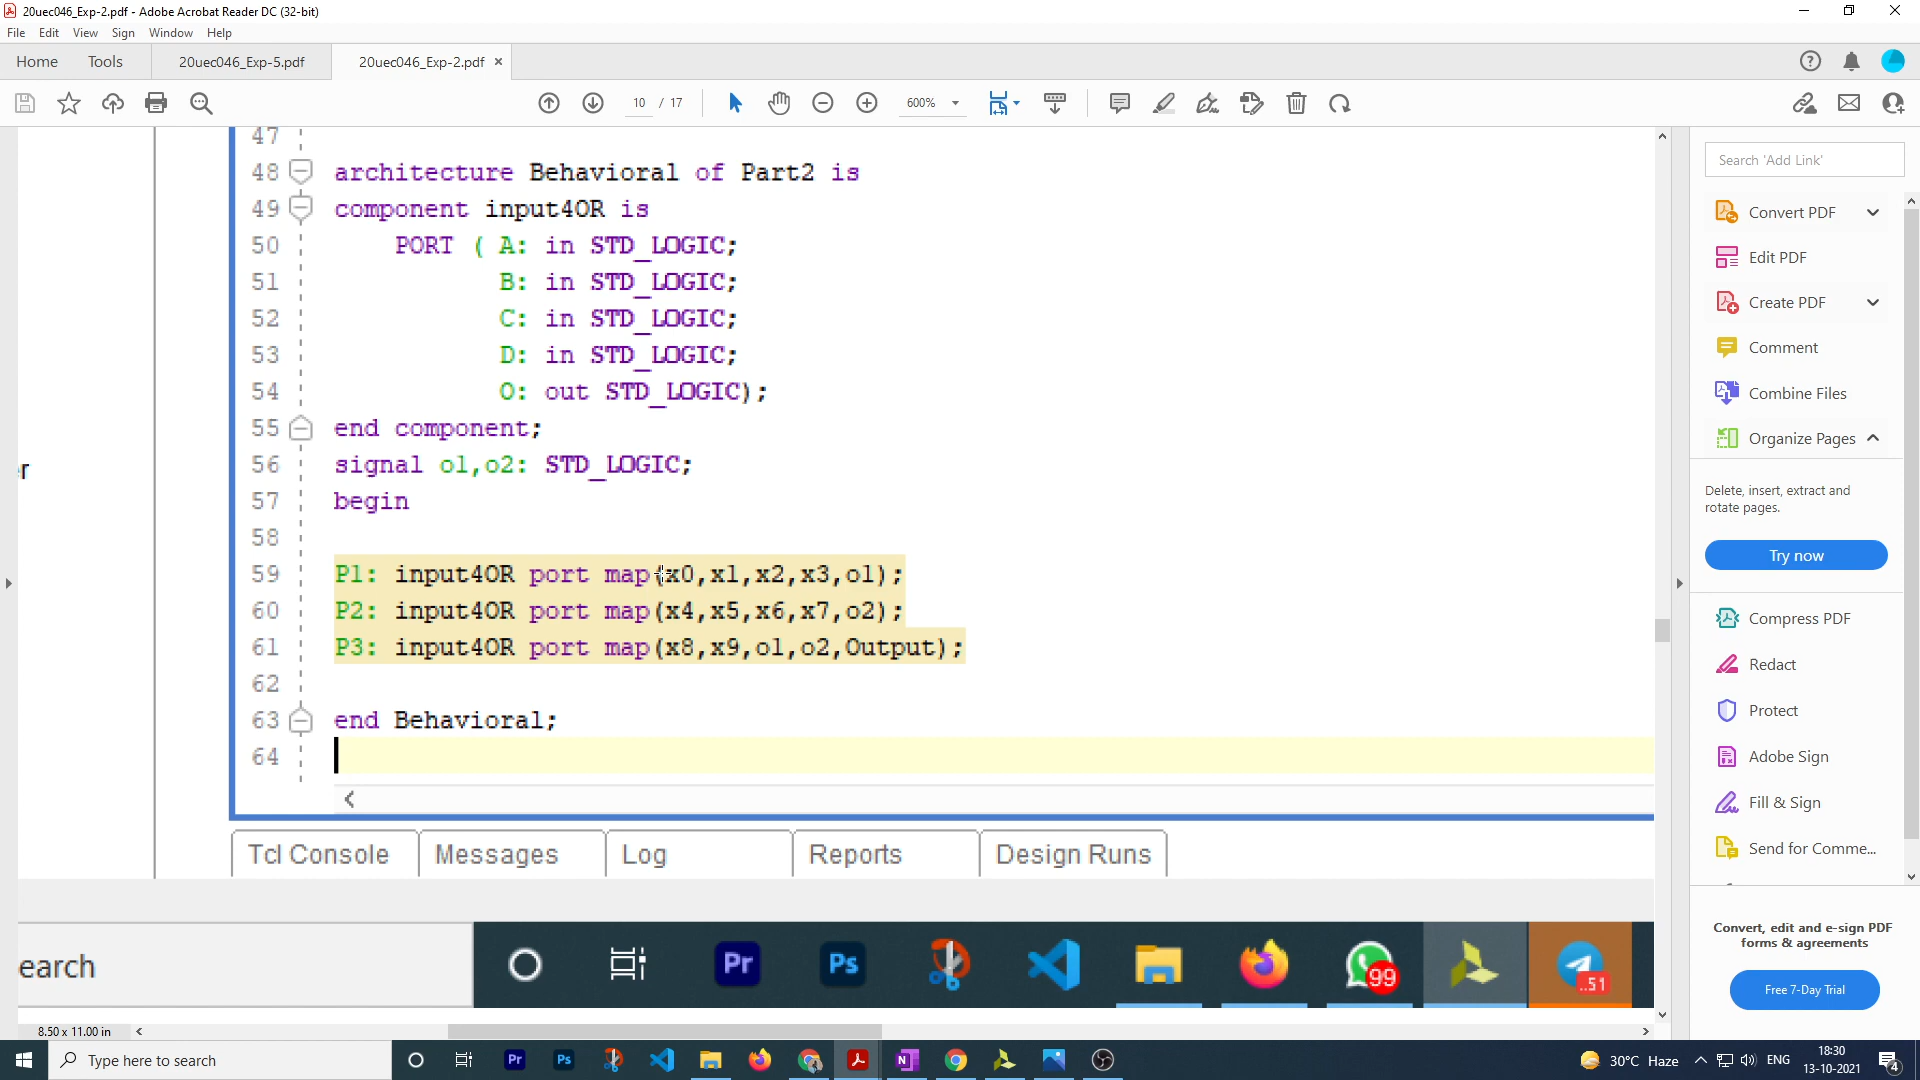 20uec046_Exp-2.pdf - Adobe Acrobat Reader DC (32-bit)
File Edit View Sign Window Help
Home Tools 20uec046_Exp-5.pdf 20uec046_Exp-2.pdf ×
10 / 17 600%
47
48 architecture Behavioral of Part2 is
49 component input4OR is
50 PORT ( A: in STD_LOGIC;
51 B: in STD_LOGIC;
52 C: in STD_LOGIC;
53 D: in STD_LOGIC;
54 O: out STD_LOGIC);
55 end component;
56 signal o1,o2: STD_LOGIC;
57 begin
58
59 P1: input4OR port map(x0,x1,x2,x3,o1);
60 P2: input4OR port map(x4,x5,x6,x7,o2);
61 P3: input4OR port map(x8,x9,o1,o2,Output);
62
63 end Behavioral;
64
er
Tcl Console Messages Log Reports Design Runs
earch
Pr Ps 99 ..51
8.50 x 11.00 in
Search 'Add Link'
Convert PDF
Edit PDF
Create PDF
Comment
Combine Files
Organize Pages
Delete, insert, extract and
rotate pages.
Try now
Compress PDF
Redact
Protect
Adobe Sign
Fill & Sign
Send for Comme...
Convert, edit and e-sign PDF
forms & agreements
Free 7-Day Trial
Type here to search
Pr Ps
30°C Haze ENG 18:30
13-10-2021 4